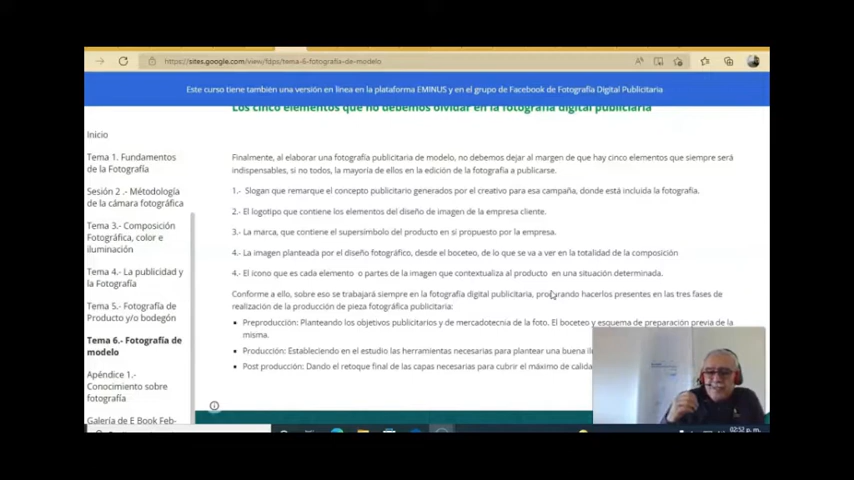 https://sites.google.com/view/fdps/tema-6-fotografia-de-modelo
Este curso tiene también una versión en línea en la plataforma EMINUS y en el grupo de Facebook de Fotografía Digital Publicitaria
Los cinco elementos que no debemos olvidar en la fotografía digital publiciaria
Inicio
Tema 1. Fundamentos
de la Fotografía
Sesión 2 .- Métodología
de la cámara fotográfica
Tema 3.- Composición
Fotográfica, color e
iluminación
Tema 4.- La publicidad y
la Fotografía
Tema 5.- Fotografía de
Producto y/o bodegón
Tema 6.- Fotografía de
modelo
Apéndice 1.-
Conocimiento sobre
fotografía
Galería de E Book Feb-
Finalmente, al elaborar una fotografía publicitaria de modelo, no debemos dejar al margen de que hay cinco elementos que siempre será
indispensables, si no todos, la mayoría de ellos en la edición de la fotografía a publicarse.
1.- Slogan que remarque el concepto publicitario generados por el creativo para esa campaña, donde está incluida la fotografía.
2.- El logotipo que contiene los elementos del diseño de imagen de la empresa cliente.
3.- La marca, que contiene el supersímbolo del producto en sí propuesto por la empresa.
4.- La imagen planteada por el diseño fotográfico, desde el boceteo, de lo que se va a ver en la totalidad de la composición
4.- El ícono que es cada elemento o partes de la imagen que contextualiza al producto en una situación determinada.
Conforme a ello, sobre eso se trabajará siempre en la fotografía digital publicitaria, procurando hacerlos presentes en las tres fases de
realización de la producción de pieza fotográfica publicitaria:
Preproducción: Planteando los objetivos publicitarios y de mercadotecnia de la foto. El boceteo y esquema de preparación previa de la
misma.
Producción: Estableciendo en el estudio las herramientas necesarias para plantear una buena
Post producción: Dando el retoque final de las capas necesarias para cubrir el máximo de
02:52 p. m.